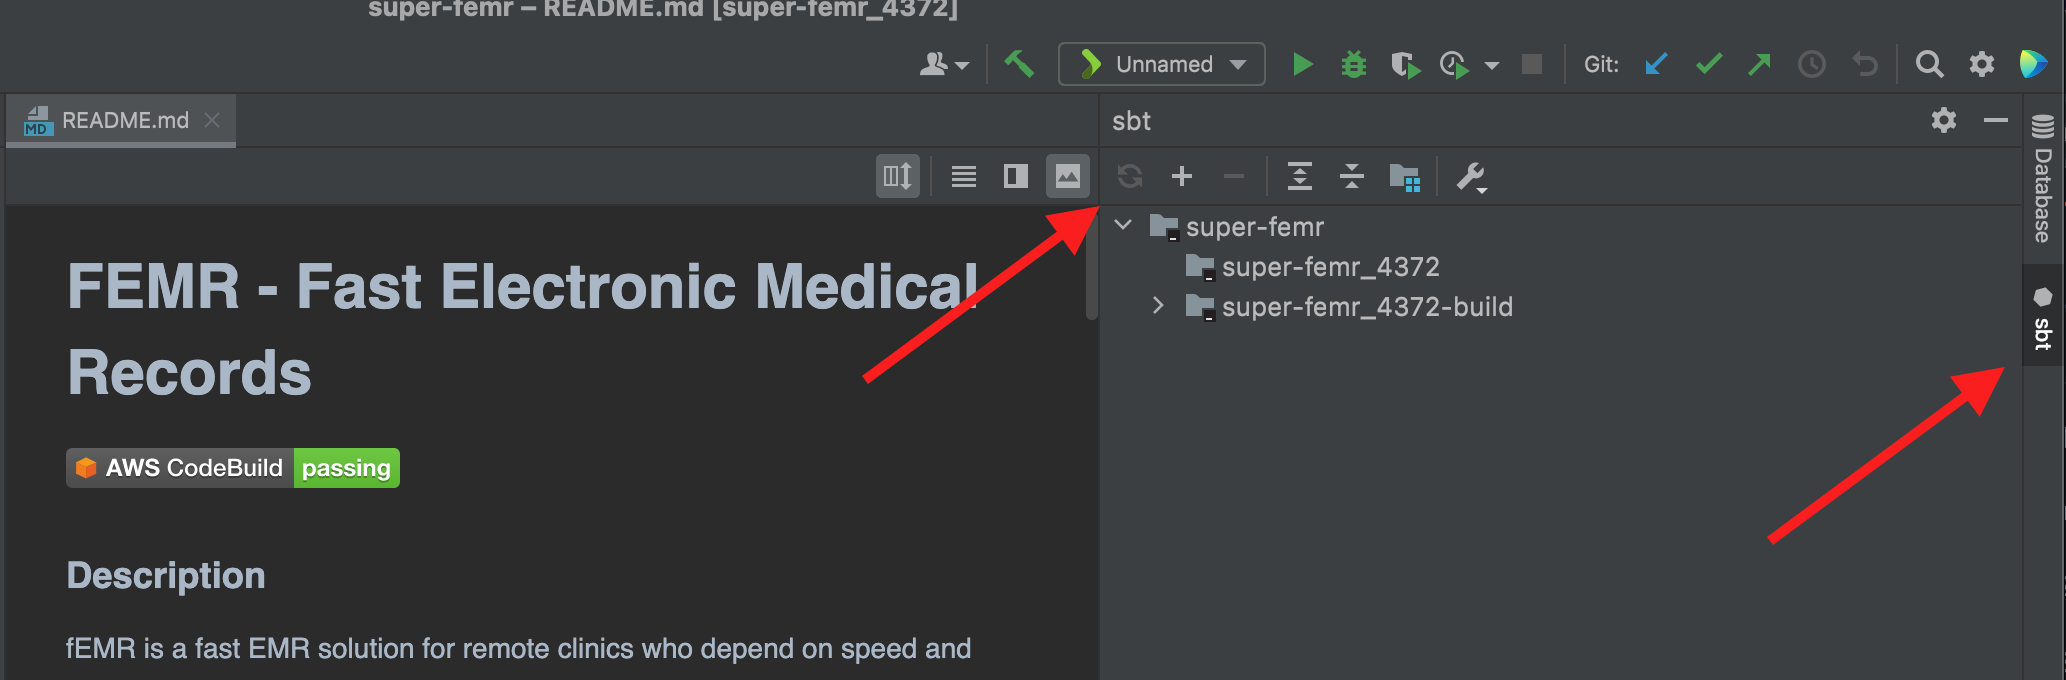 super-femr – README.md [super-femr_4372]
Unnamed
Git:
MD README.md
sbt
Database
sbt
super-femr
super-femr_4372
super-femr_4372-build
FEMR - Fast Electronic Medical
Records
AWS CodeBuild passing
Description
fEMR is a fast EMR solution for remote clinics who depend on speed and